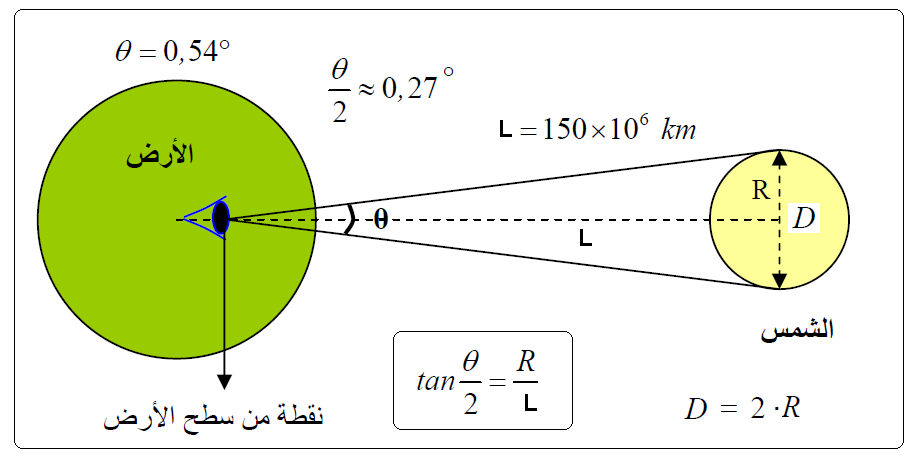 θ = 0,54°
θ/2 ≈ 0,27°
L = 150×10⁶ km
الأرض
R
θ
D
L
الشمس
tan θ/2 = R/L
D = 2 · R
نقطة من سطح الأرض